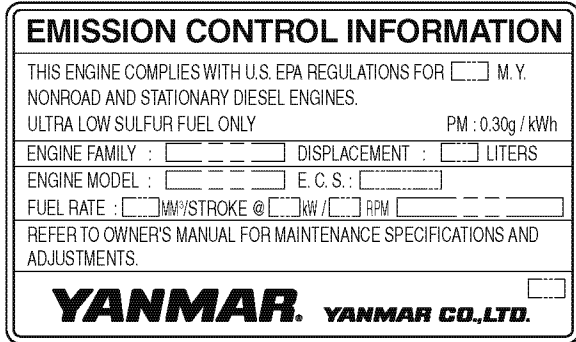 EMISSION CONTROL INFORMATION
THIS ENGINE COMPLIES WITH U.S. EPA REGULATIONS FOR M.Y.
NONROAD AND STATIONARY DIESEL ENGINES.
ULTRA LOW SULFUR FUEL ONLY PM : 0.30g / kWh
ENGINE FAMILY : DISPLACEMENT : LITERS
ENGINE MODEL : E. C. S. :
FUEL RATE : MM³/STROKE @ kW / RPM
REFER TO OWNER'S MANUAL FOR MAINTENANCE SPECIFICATIONS AND
ADJUSTMENTS.
YANMAR. YANMAR CO.,LTD.